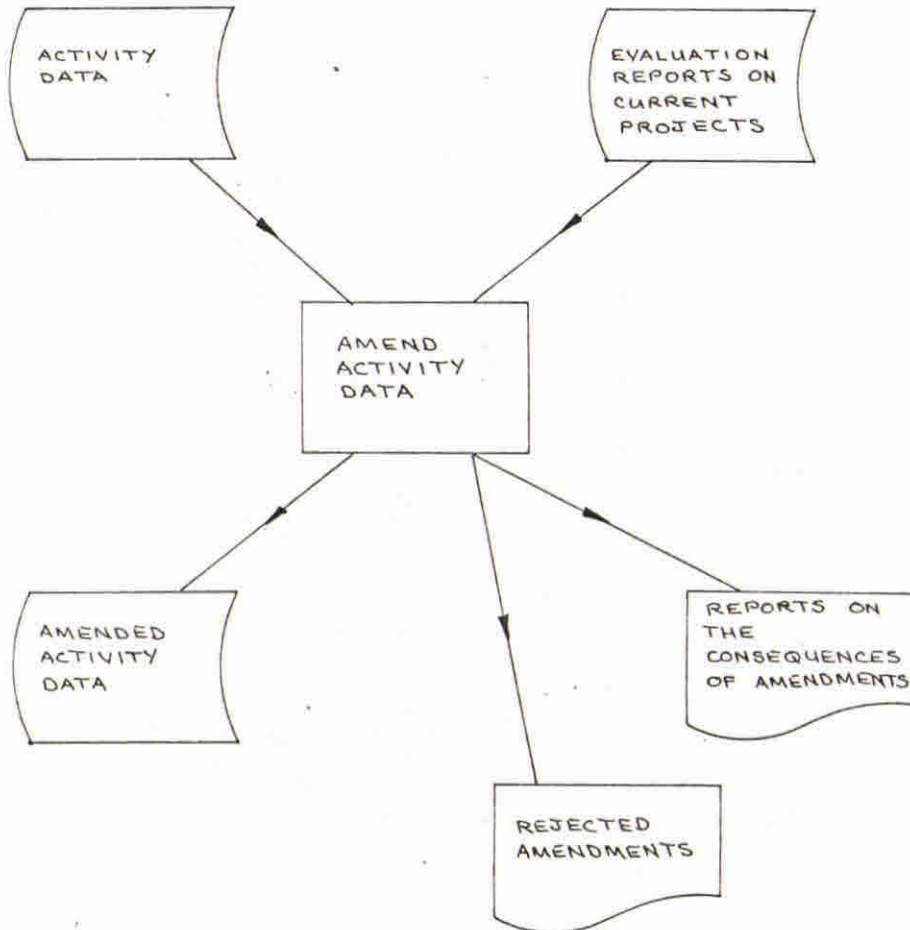 ACTIVITY
DATA
EVALUATION
REPORTS ON
CURRENT
PROJECTS
AMEND
ACTIVITY
DATA
AMENDED
ACTIVITY
DATA
REPORTS ON
THE
CONSEQUENCES
OF AMENDMENTS
REJECTED
AMENDMENTS